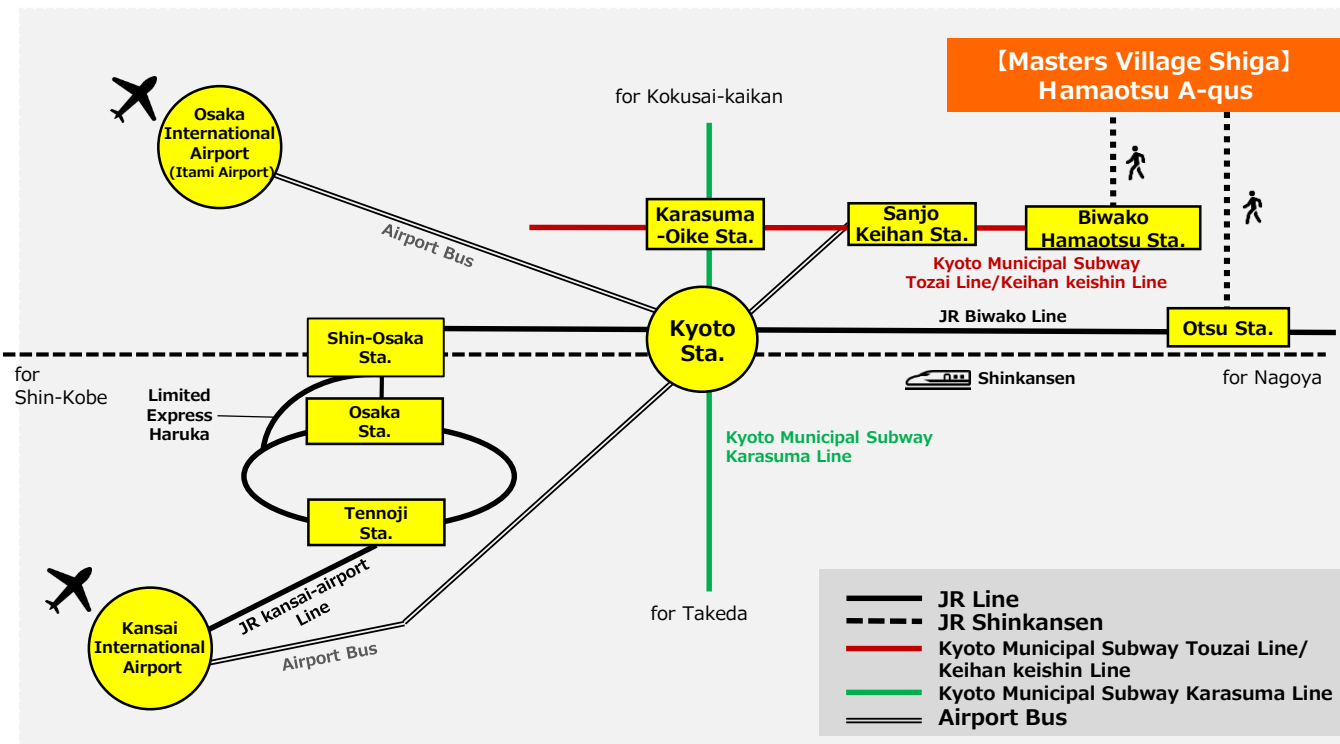 【Masters Village Shiga】
Hamaotsu A-qus
for Kokusai-kaikan
Osaka
International
Airport
(Itami Airport)
Airport Bus
Karasuma
-Oike Sta.
Sanjo
Keihan Sta.
Biwako
Hamaotsu Sta.
Kyoto Municipal Subway
Tozai Line/Keihan keishin Line
Kyoto
Sta.
JR Biwako Line
Otsu Sta.
Shin-Osaka
Sta.
for
Shin-Kobe
Shinkansen
for Nagoya
Limited
Express
Haruka
Osaka
Sta.
Kyoto Municipal Subway
Karasuma Line
Tennoji
Sta.
JR kansai-airport
Line
Kansai
International
Airport
Airport Bus
for Takeda
JR Line
JR Shinkansen
Kyoto Municipal Subway Touzai Line/
Keihan keishin Line
Kyoto Municipal Subway Karasuma Line
Airport Bus